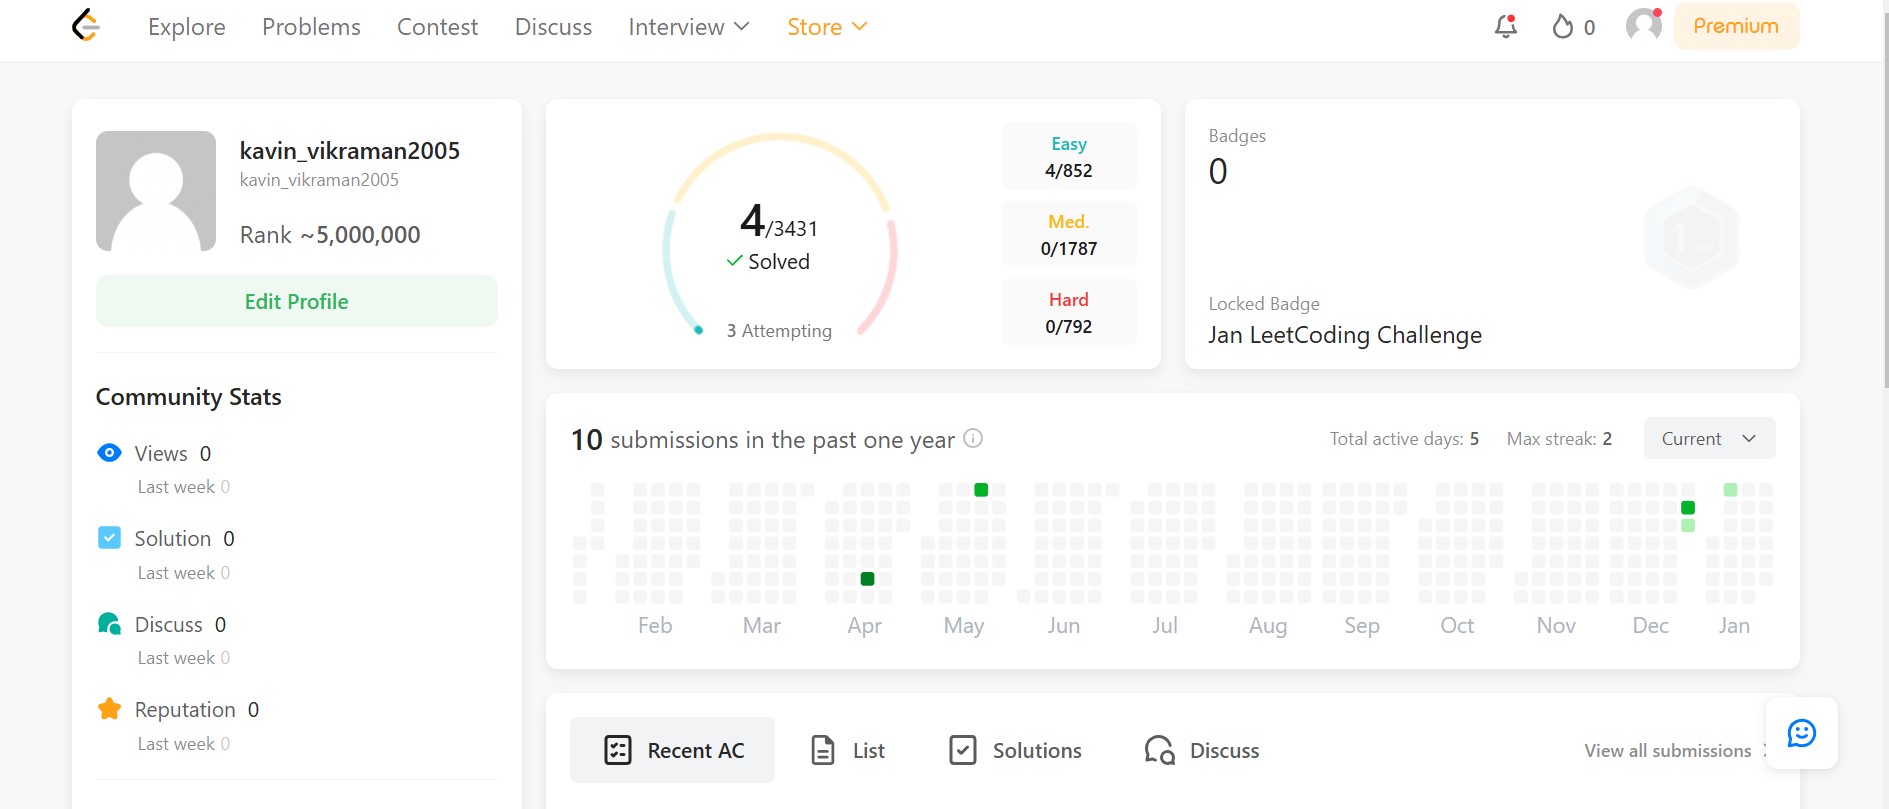 Explore Problems Contest Discuss Interview Store 0 Premium
kavin_vikraman2005
kavin_vikraman2005
Rank ~5,000,000
Edit Profile
Community Stats
Views 0
Last week 0
Solution 0
Last week 0
Discuss 0
Last week 0
Reputation 0
Last week 0
4/3431
Solved
3 Attempting
Easy
4/852
Med.
0/1787
Hard
0/792
Badges
0
1
JAN
Locked Badge
Jan LeetCoding Challenge
10 submissions in the past one year
Total active days: 5 Max streak: 2 Current
Feb Mar Apr May Jun Jul Aug Sep Oct Nov Dec Jan
Recent AC List Solutions Discuss View all submissions